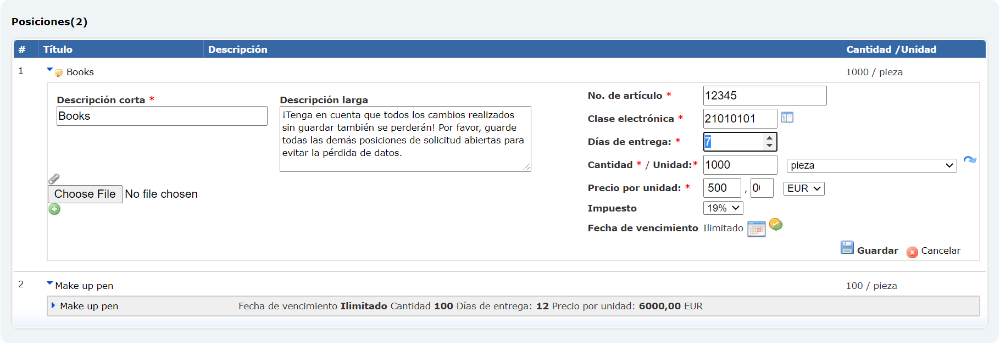 Posiciones(2)
# Título Descripción Cantidad /Unidad
1 Books 1000 / pieza
Descripción corta *
Books
Descripción larga
¡Tenga en cuenta que todos los cambios realizados
sin guardar también se perderán! Por favor, guarde
todas las demás posiciones de solicitud abiertas para
evitar la pérdida de datos.
Choose File No file chosen
No. de artículo * 12345
Clase electrónica * 21010101
Días de entrega: * 7
Cantidad * / Unidad:* 1000 pieza
Precio por unidad: * 500 , EUR
Impuesto 19%
Fecha de vencimiento Ilimitado
Guardar Cancelar
2 Make up pen 100 / pieza
Make up pen Fecha de vencimiento Ilimitado Cantidad 100 Días de entrega: 12 Precio por unidad: 6000,00 EUR